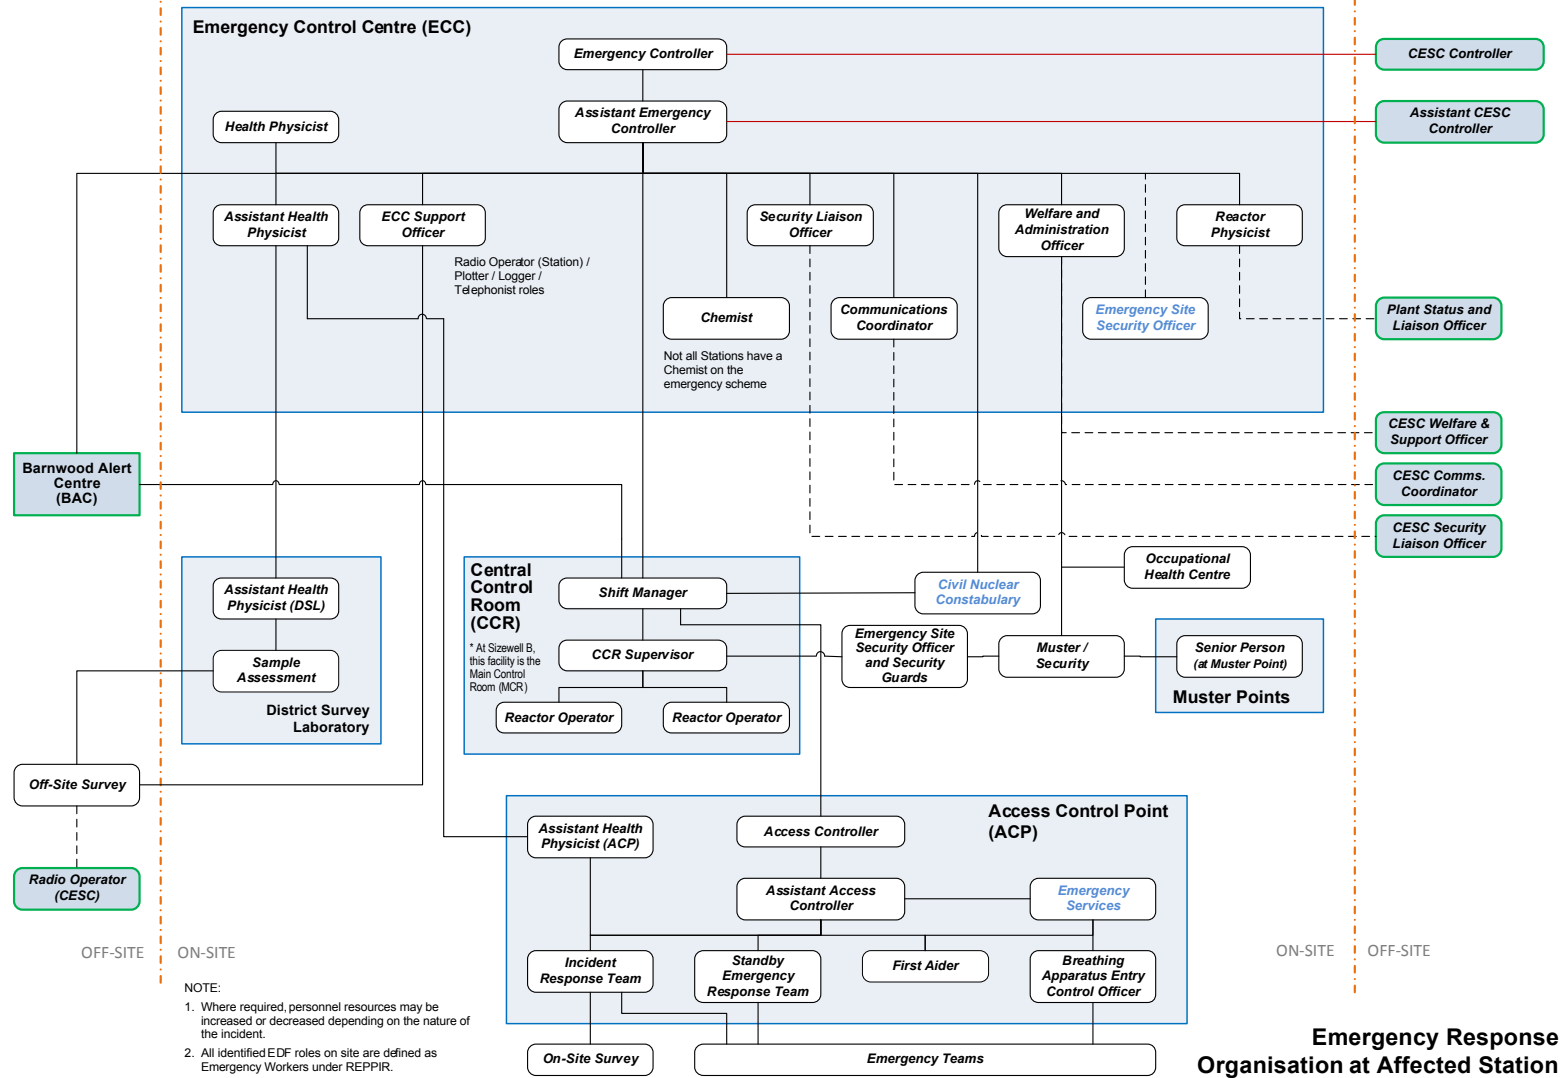 Emergency Control Centre (ECC)
Emergency Controller
CESC Controller
Health Physicist
Assistant Emergency
Controller
Assistant CESC
Controller
Assistant Health
Physicist
ECC Support
Officer
Radio Operator (Station) /
Plotter / Logger /
Telephonist roles
Security Liaison
Officer
Welfare and
Administration
Officer
Reactor
Physicist
Chemist
Not all Stations have a
Chemist on the
emergency scheme
Communications
Coordinator
Emergency Site
Security Officer
Plant Status and
Liaison Officer
CESC Welfare &
Support Officer
CESC Comms.
Coordinator
CESC Security
Liaison Officer
Barnwood Alert
Centre
(BAC)
Assistant Health
Physicist (DSL)
Sample
Assessment
District Survey
Laboratory
Central
Control
Room
(CCR)
* At Sizewell B,
this facility is the
Main Control
Room (MCR)
Shift Manager
CCR Supervisor
Reactor Operator
Reactor Operator
Civil Nuclear
Constabulary
Occupational
Health Centre
Emergency Site
Security Officer
and Security
Guards
Muster /
Security
Senior Person
(at Muster Point)
Muster Points
Off-Site Survey
Radio Operator
(CESC)
Access Control Point
(ACP)
Assistant Health
Physicist (ACP)
Access Controller
Assistant Access
Controller
Emergency
Services
Incident
Response Team
Standby
Emergency
Response Team
First Aider
Breathing
Apparatus Entry
Control Officer
On-Site Survey
Emergency Teams
OFF-SITE
ON-SITE
ON-SITE
OFF-SITE
NOTE:
1. Where required, personnel resources may be
increased or decreased depending on the nature of
the incident.
2. All identified EDF roles on site are defined as
Emergency Workers under REPPIR.
Emergency Response
Organisation at Affected Station